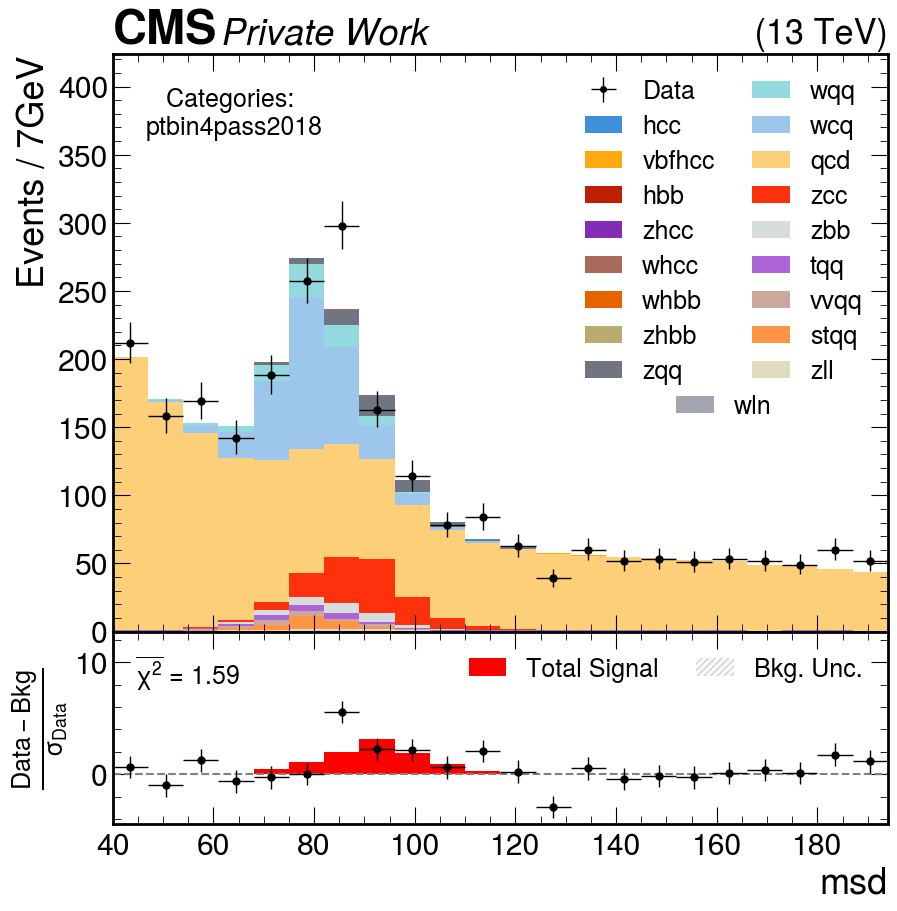 CMS Private Work (13 TeV)
Events / 7GeV
400
350
300
250
200
150
100
50
0
Categories:
ptbin4pass2018
Data
hcc
vbfhcc
hbb
zhcc
whcc
whbb
zhbb
zqq
wqq
wcq
qcd
zcc
zbb
tqq
vvqq
stqq
zll
wln
Data – Bkg
σData
10
0
χ² = 1.59
Total Signal
Bkg. Unc.
40 60 80 100 120 140 160 180
msd